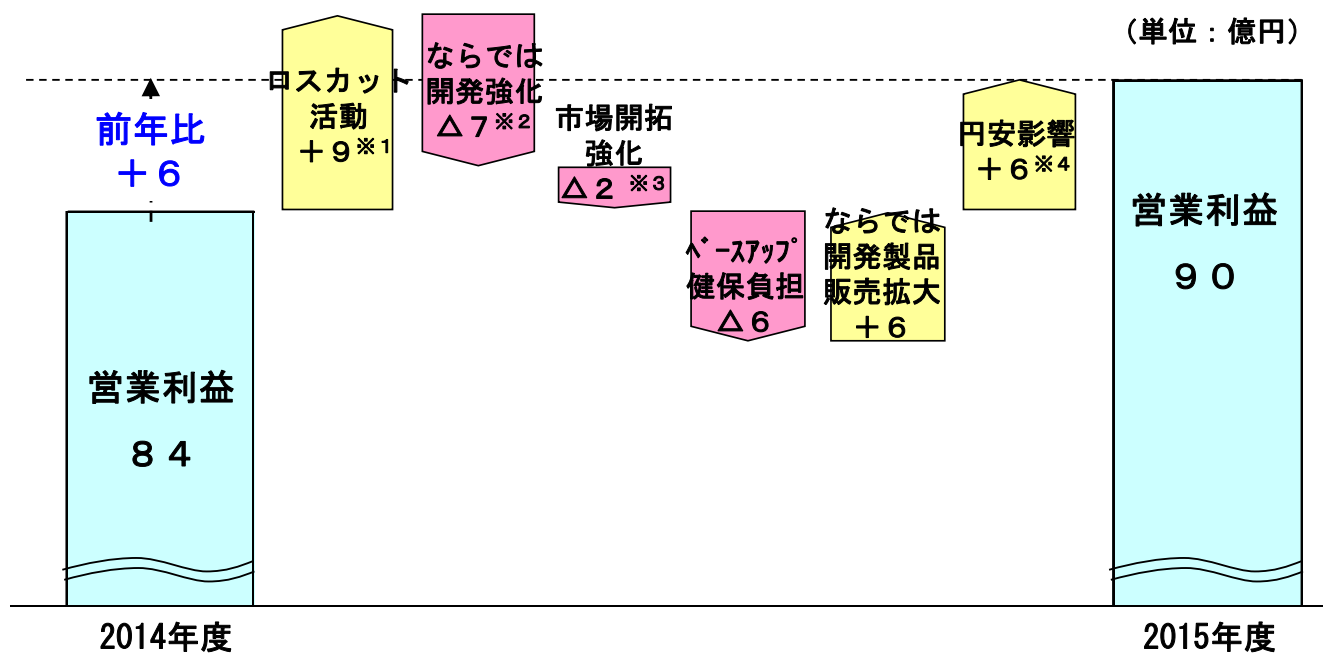 （単位：億円）
前年比
＋６
ロスカット
活動
＋９※１
ならでは
開発強化
△７※２
市場開拓
強化
△２※３
ﾍﾞｰｽｱｯﾌﾟ
健保負担
△６
ならでは
開発製品
販売拡大
＋６
円安影響
＋６※４
営業利益
８４
営業利益
９０
2014年度
2015年度